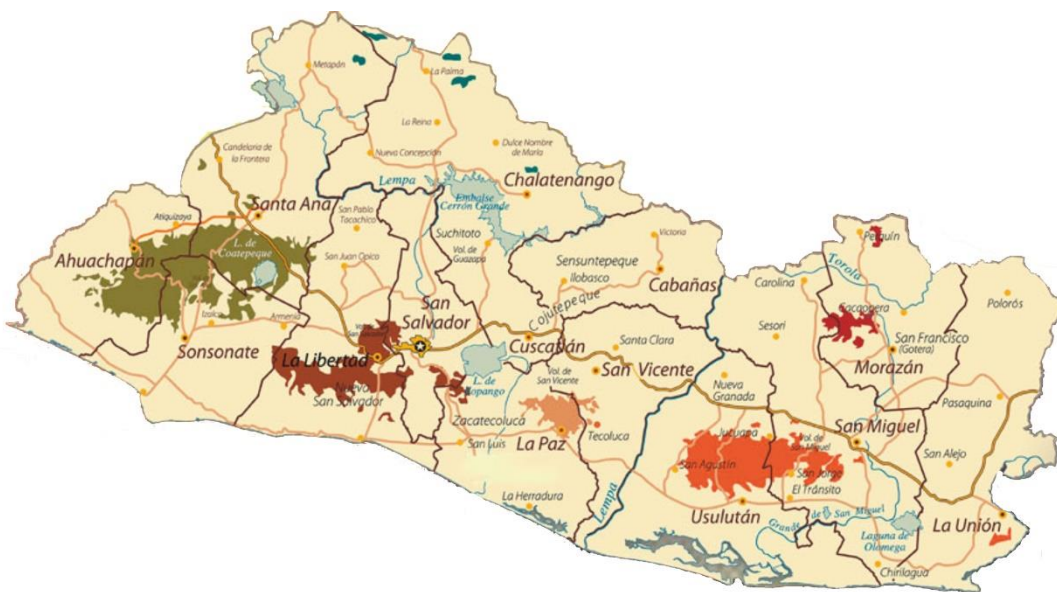 Metapán
La Palma
La Reina
Dulce Nombre
de María
Candelaria de
la Frontera
Nueva Concepción
Lempa
Chalatenango
Embalse
Cerrón Grande
Santa Ana
San Pablo
Tacachico
Atiquizaya
Suchitoto
Victoria
L. de
Coatepeque
Vol. de
Guazapa
Sensuntepeque
Ahuachapán
San Juan Opico
Ilobasco
Cabañas
Perquín
Torola
Carolina
Cacaopera
Polorós
Izalco
Armenia
San
Salvador
Cojutepeque
Sesori
San Francisco
(Gotera)
Sonsonate
La Libertad
Cuscatlán
Santa Clara
Morazán
Nuevo
San Salvador
L. de
Ilopango
Vol. de
San Vicente
San Vicente
Nueva
Granada
Pasaquina
Zacatecoluca
San Luis
La Paz
Tecoluca
Jucuapa
Vol. de
San Miguel
San Miguel
San Alejo
San Agustín
San Jorge
El Tránsito
La Herradura
Lempa
Usulután
Grande
de San Miguel
La Unión
Laguna de
Olomega
Chirilagua